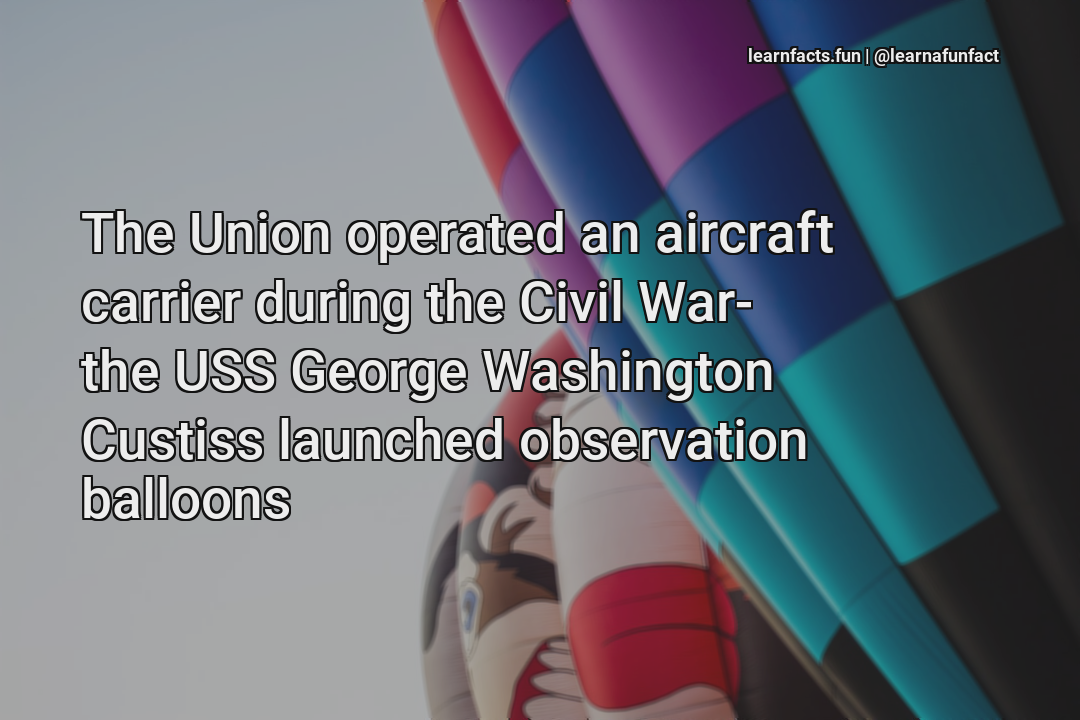 learnfacts.fun | @learnafunfact
The Union operated an aircraft
carrier during the Civil War-
the USS George Washington
Custiss launched observation
balloons